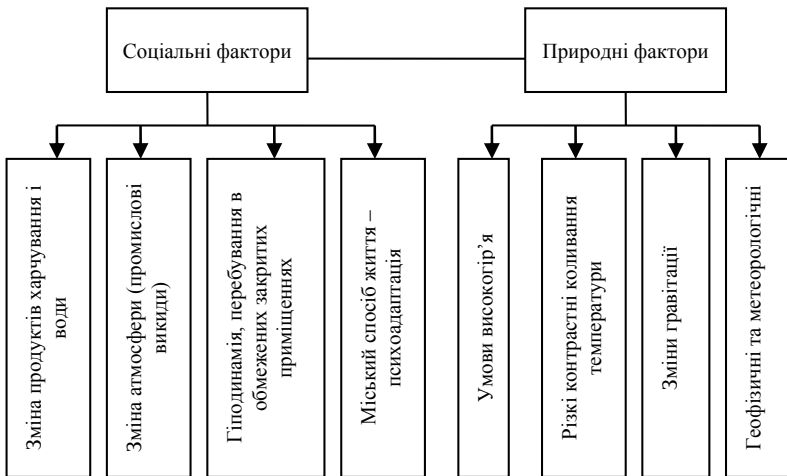 Соціальні фактори
Природні фактори
Зміна продуктів харчування і
води
Зміна атмосфери (промислові
викиди)
Гіподинамія, перебування в
обмежених закритих
приміщеннях
Міський спосіб життя –
психоадаптація
Умови високогір’я
Різкі контрастні коливання
температури
Зміни гравітації
Геофізичні та метеорологічні